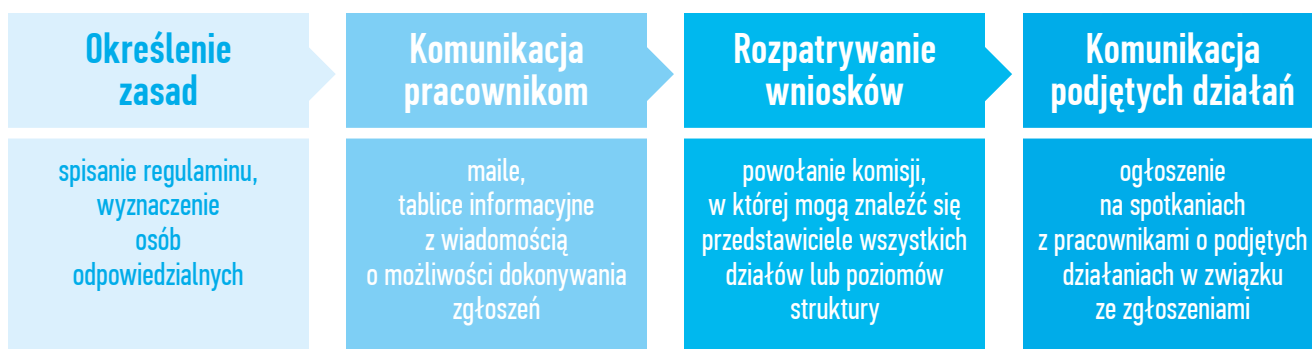 Określenie
zasad
spisanie regulaminu,
wyznaczenie
osób
odpowiedzialnych
Komunikacja
pracownikom
maile,
tablice informacyjne
z wiadomością
o możliwości dokonywania
zgłoszeń
Rozpatrywanie
wniosków
powołanie komisji,
w której mogą znaleźć się
przedstawiciele wszystkich
działów lub poziomów
struktury
Komunikacja
podjętych działań
ogłoszenie
na spotkaniach
z pracownikami o podjętych
działaniach w związku
ze zgłoszeniami